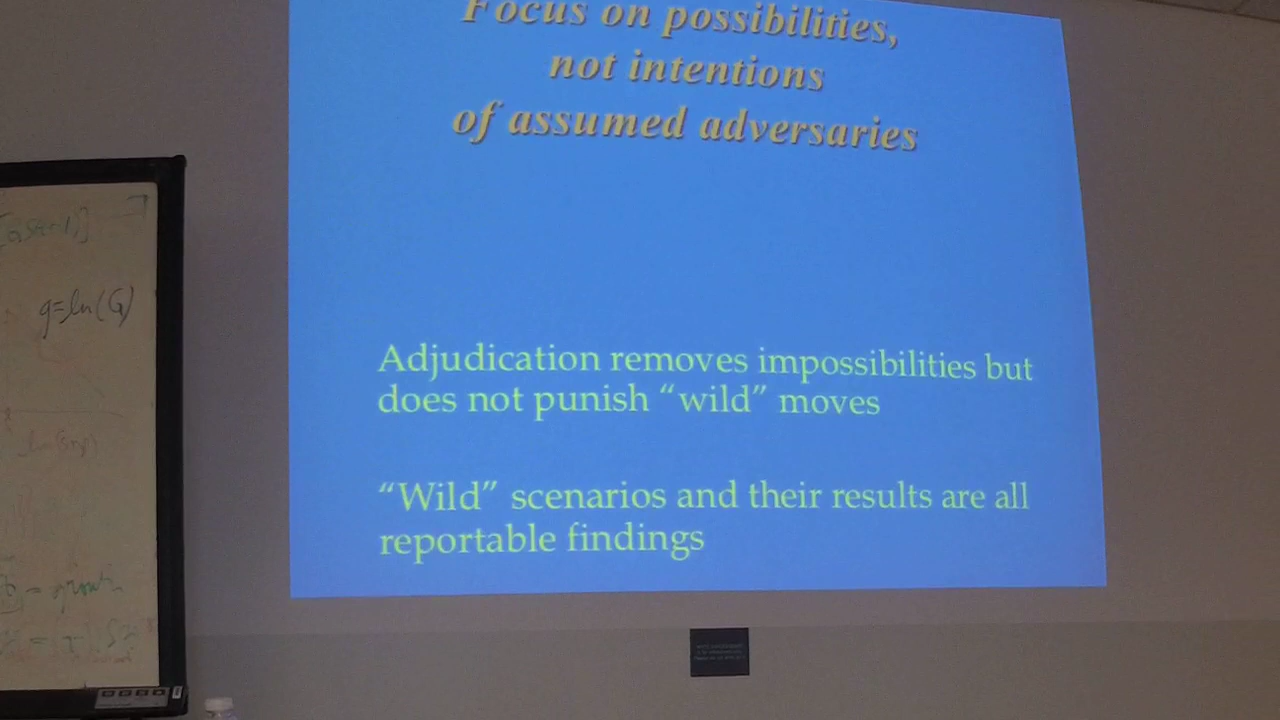 Focus on possibilities,
not intentions
of assumed adversaries
Adjudication removes impossibilities but
does not punish “wild” moves
“Wild” scenarios and their results are all
reportable findings
g=ln(G)